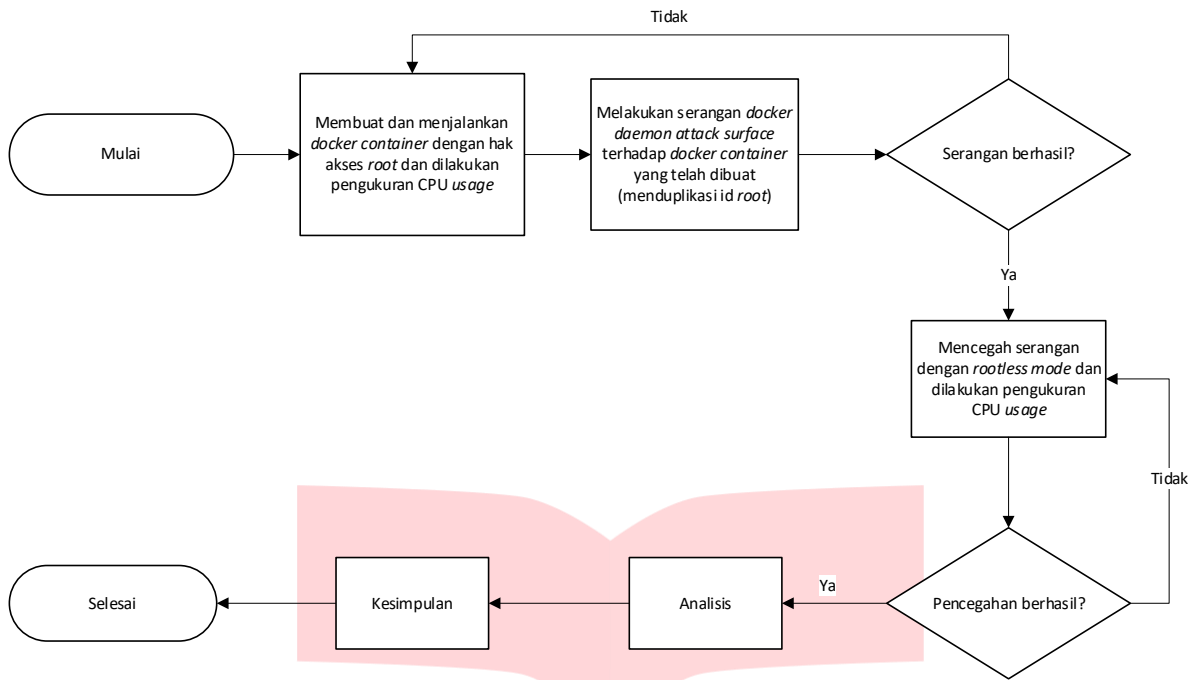 Tidak
Mulai
Membuat dan menjalankan
docker container dengan hak
akses root dan dilakukan
pengukuran CPU usage
Melakukan serangan docker
daemon attack surface
terhadap docker container
yang telah dibuat
(menduplikasi id root)
Serangan berhasil?
Ya
Mencegah serangan
dengan rootless mode dan
dilakukan pengukuran
CPU usage
Tidak
Pencegahan berhasil?
Ya
Analisis
Kesimpulan
Selesai